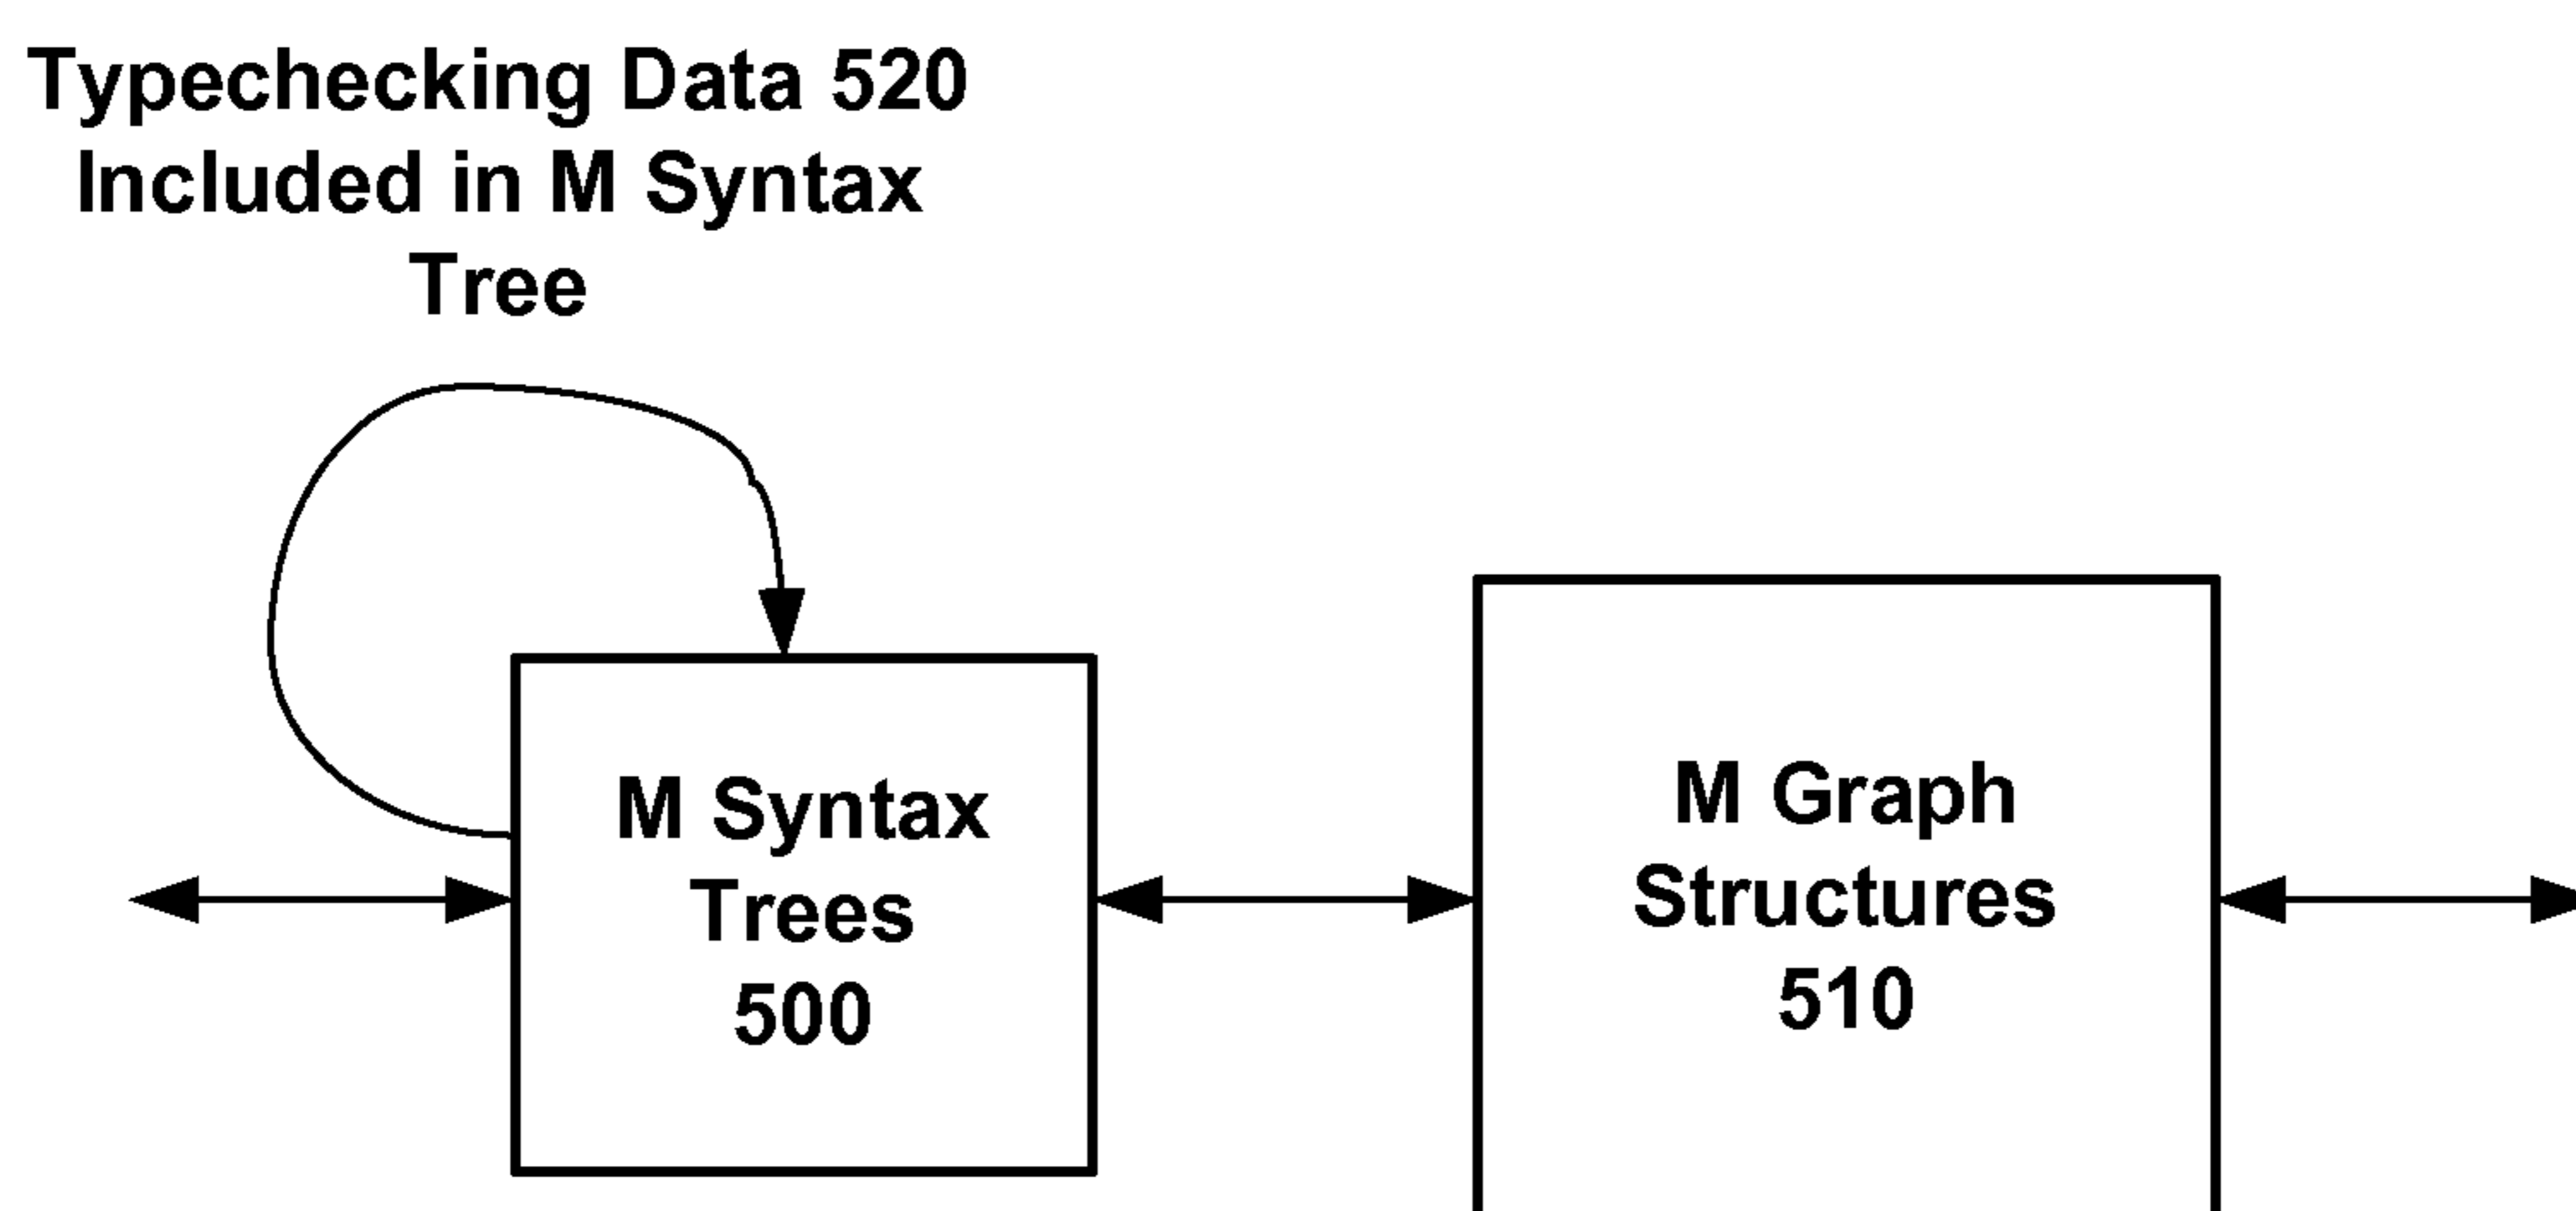 Typechecking Data 520
Included in M Syntax
Tree
M Syntax
Trees
500
M Graph
Structures
510